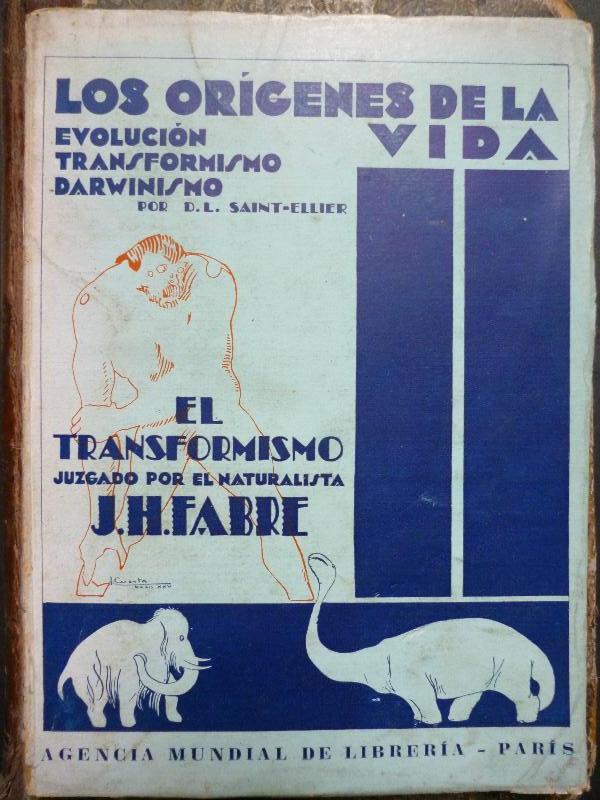 LOS ORÍGENES DE LA
VIDA
EVOLUCIÓN
TRANSFORMISMO
DARWINISMO
POR D.L. SAINT-ELLIER
EL
TRANSFORMISMO
JUZGADO POR EL NATURALISTA
J.H.FABRE
AGENCIA MUNDIAL DE LIBRERÍA - PARÍS